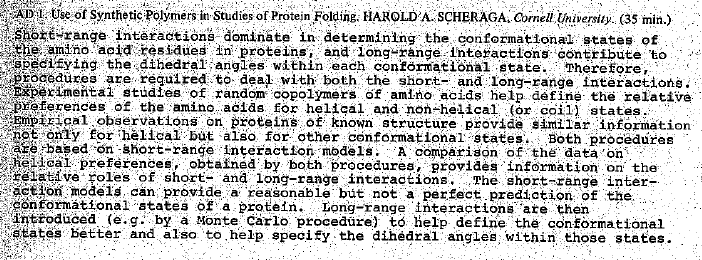 AD 1. Use of Synthetic Polymers in Studies of Protein Folding. HAROLD A. SCHERAGA, Cornell University. (35 min.)
Short-range interactions dominate in determining the conformational states of
the amino acid residues in proteins, and long-range interactions contribute to
specifying the dihedral angles within each conformational state. Therefore,
procedures are required to deal with both the short- and long-range interactions.
Experimental studies of random copolymers of amino acids help define the relative
preferences of the amino acids for helical and non-helical (or coil) states.
Empirical observations on proteins of known structure provide similar information
not only for helical but also for other conformational states. Both procedures
are based on short-range interaction models. A comparison of the data on
helical preferences, obtained by both procedures, provides information on the
relative roles of short- and long-range interactions. The short-range inter-
action models can provide a reasonable but not a perfect prediction of the
conformational states of a protein. Long-range interactions are then
introduced (e.g. by a Monte Carlo procedure) to help define the conformational
states better and also to help specify the dihedral angles within those states.